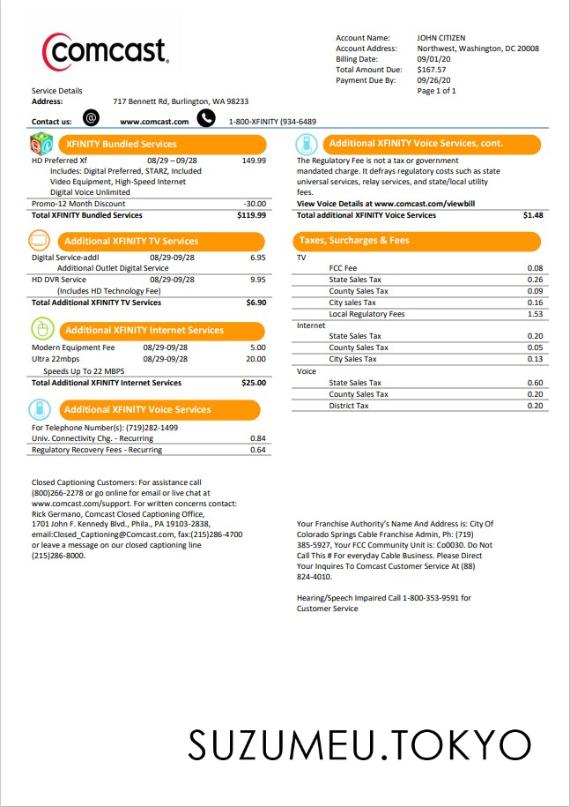 comcast.
Account Name: JOHN CITIZEN
Account Address: Northwest, Washington, DC 20008
Billing Date: 09/01/20
Total Amount Due: $167.57
Payment Due By: 09/26/20
Page 1 of 1
Service Details
Address: 717 Bennett Rd, Burlington, WA 98233
Contact us: @ www.comcast.com 1-800-XFINITY (934-6489
XFINITY Bundled Services
HD Preferred Xf 08/29 – 09/28 149.99
Includes: Digital Preferred, STARZ, Included
Video Equipment, High-Speed Internet
Digital Voice Unlimited
Promo-12 Month Discount -30.00
Total XFINITY Bundled Services $119.99
Additional XFINITY TV Services
Digital Service-addl 08/29-09/28 6.95
Additional Outlet Digital Service
HD DVR Service 08/29-09/28 9.95
(Includes HD Technology Fee)
Total Additional XFINITY TV Services $6.90
Additional XFINITY Internet Services
Modern Equipment Fee 08/29-09/28 5.00
Ultra 22mbps 08/29-09/28 20.00
Speeds Up To 22 MBPS
Total Additional XFINITY Internet Services $25.00
Additional XFINITY Voice Services
For Telephone Number(s): (719)282-1499
Univ. Connectivity Chg. - Recurring 0.84
Regulatory Recovery Fees - Recurring 0.64
Closed Captioning Customers: For assistance call
(800)266-2278 or go online for email or live chat at
www.comcast.com/support. For written concerns contact:
Rick Germano, Comcast Closed Captioning Office,
1701 John F. Kennedy Blvd., Phila., PA 19103-2838,
email:Closed_Captioning@Comcast.com, fax:(215)286-4700
or leave a message on our closed captioning line
(215)286-8000.
Additional XFINITY Voice Services, cont.
The Regulatory Fee is not a tax or government
mandated charge. It defrays regulatory costs such as state
universal services, relay services, and state/local utility
fees.
View Voice Details at www.comcast.com/viewbill
Total additional XFINITY Voice Services $1.48
Taxes, Surcharges & Fees
TV
FCC Fee 0.08
State Sales Tax 0.26
County Sales Tax 0.09
City sales Tax 0.16
Local Regulatory Fees 1.53
Internet
State Sales Tax 0.20
County Sales Tax 0.05
City Sales Tax 0.13
Voice
State Sales Tax 0.60
County Sales Tax 0.20
District Tax 0.20
Your Franchise Authority's Name And Address is: City Of
Colorado Springs Cable Franchise Admin, Ph: (719)
385-5927, Your FCC Community Unit is: Co0030. Do Not
Call This # For everyday Cable Business. Please Direct
Your Inquires To Comcast Customer Service At (88)
824-4010.
Hearing/Speech Impaired Call 1-800-353-9591 for
Customer Service
SUZUMEU.TOKYO